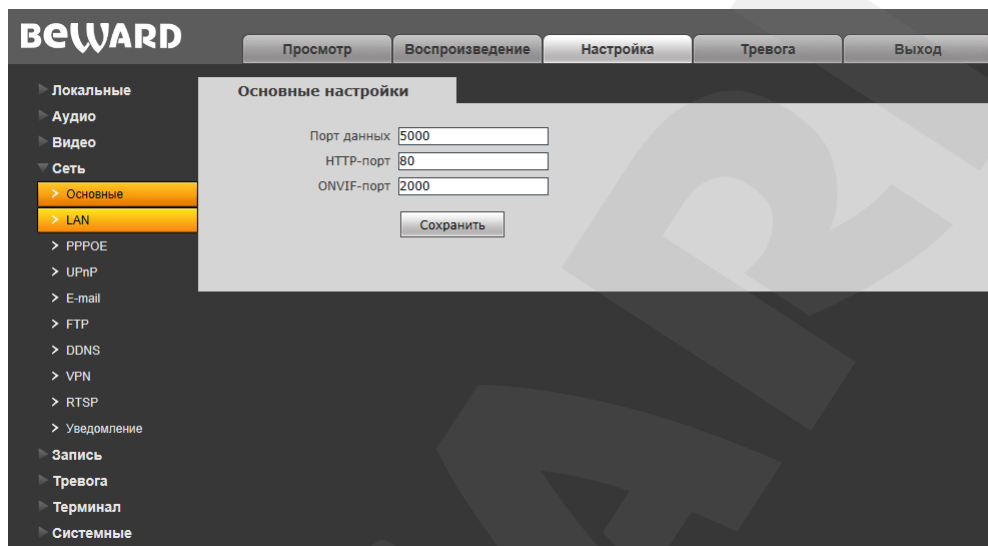 BEWARD
Просмотр
Воспроизведение
Настройка
Тревога
Выход
Локальные
Аудио
Видео
Сеть
Основные
LAN
PPPOE
UPnP
E-mail
FTP
DDNS
VPN
RTSP
Уведомление
Запись
Тревога
Терминал
Системные
Основные настройки
Порт данных 5000
HTTP-порт 80
ONVIF-порт 2000
Сохранить